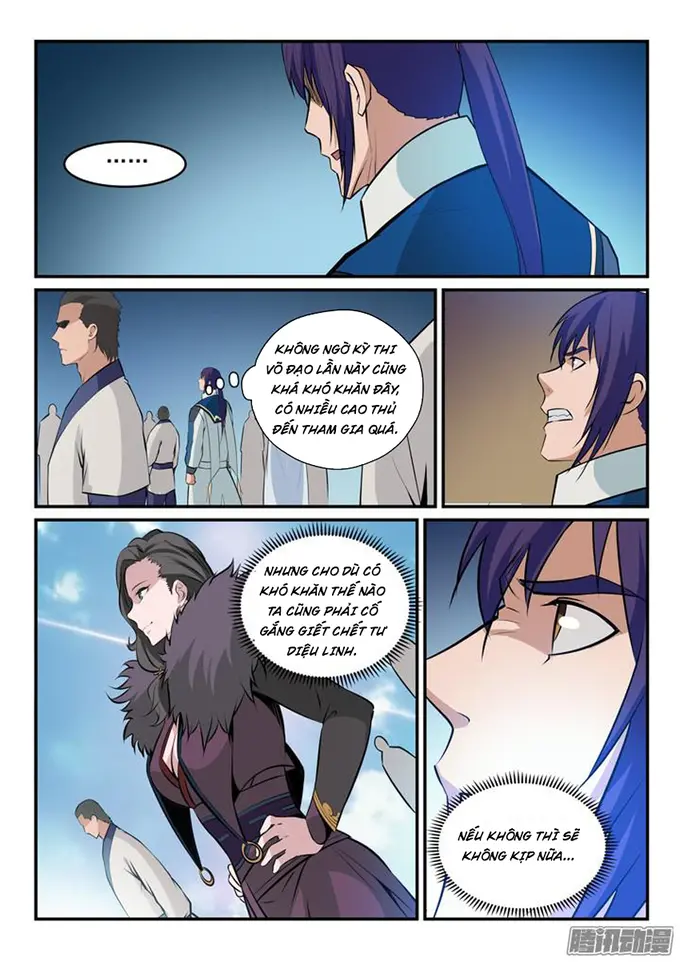 ......
KHÔNG NGỜ KỲ THI
VÕ ĐẠO LẦN NÀY CŨNG
KHÁ KHÓ KHĂN ĐÂY,
CÓ NHIỀU CAO THỦ
ĐẾN THAM GIA QUÁ.
NHƯNG CHO DÙ CÓ
KHÓ KHĂN THẾ NÀO
TA CŨNG PHẢI CỐ
GẮNG GIẾT CHẾT TƯ
DIỆU LINH.
NẾU KHÔNG THÌ SẼ
KHÔNG KỊP NỮA...
腾讯动漫